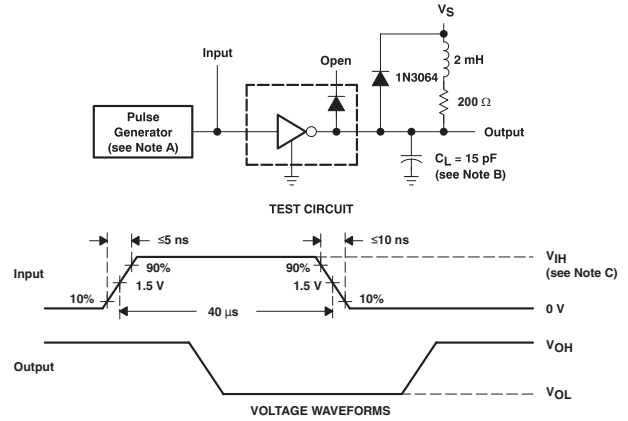 VS
Input
Open
2 mH
1N3064
200 Ω
Pulse
Generator
(see Note A)
Output
CL = 15 pF
(see Note B)
TEST CIRCUIT
≤5 ns
≤10 ns
VIH
(see Note C)
Input
90%
90%
1.5 V
1.5 V
10%
10%
40 μs
0 V
VOH
Output
VOL
VOLTAGE WAVEFORMS